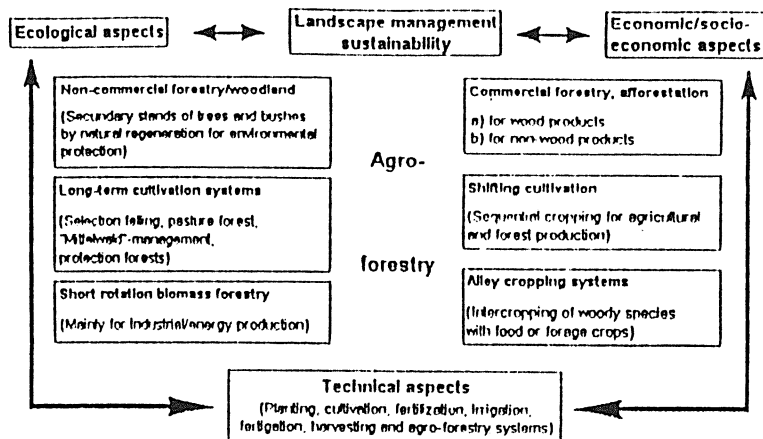 Ecological aspects
Landscape management
sustainability
Economic/socio-
economic aspects
Non-commercial forestry/woodland
(Secundary stands of trees and bushes
by natural regeneration for environmental
protection)
Long-term cultivation systems
(Selection felling, pasture forest,
"Mittelwald"-management,
protection forests)
Short rotation biomass forestry
(Mainly for industrial/energy production)
Agro-
forestry
Commercial forestry, afforestation
a) for wood products
b) for non-wood products
Shifting cultivation
(Sequential cropping for agricultural
and forest production)
Alley cropping systems
(Intercropping of woody species
with food or forage crops)
Technical aspects
(Planting, cultivation, fertilization, irrigation,
fertigation, harvesting and agro-forestry systems)